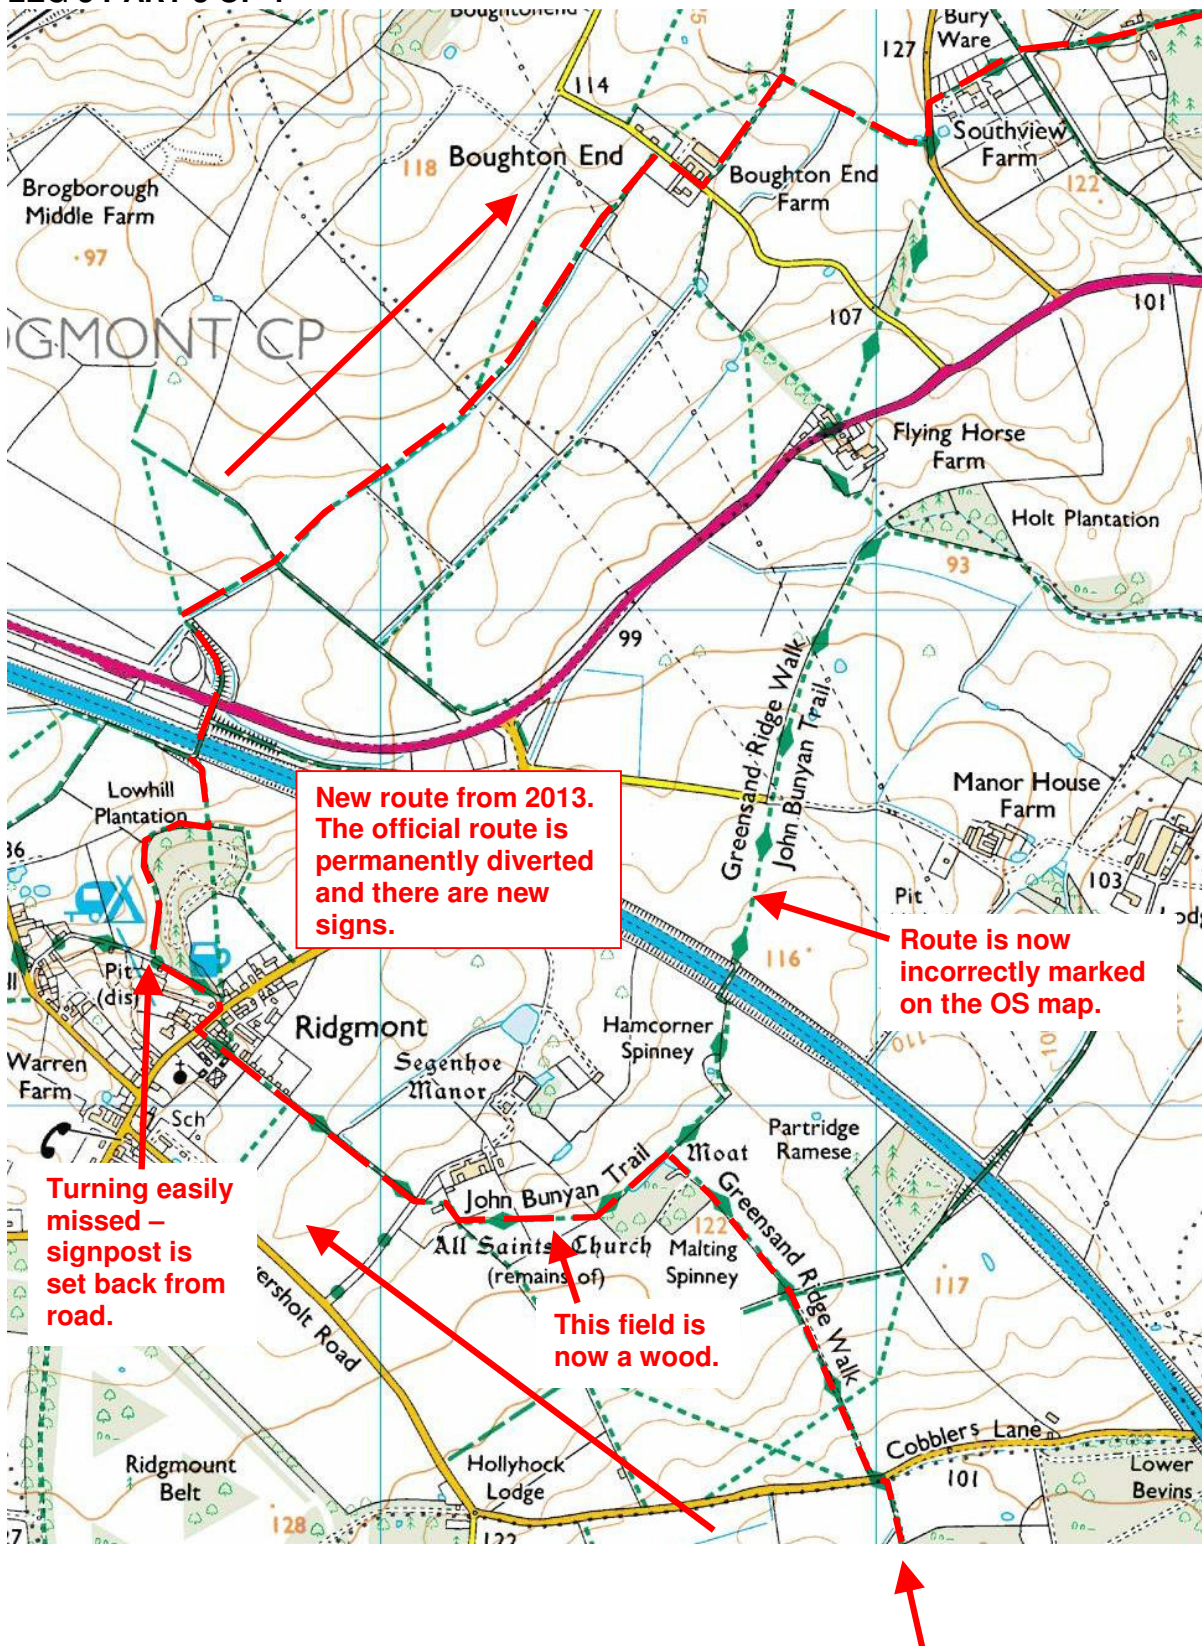 Boughtonend
Bury
Ware
127
114
Southview
Farm
Boughton End
118
122
Brogborough
Middle Farm
Boughton End
Farm
97
101
107
GMONT CP
Flying Horse
Farm
Holt Plantation
93
99
Greensand Ridge Walk
John Bunyan Trail
Lowhill
Plantation
Manor House
Farm
New route from 2013.
The official route is
permanently diverted
and there are new
signs.
36
103
Pit
Route is now
incorrectly marked
on the OS map.
116
Pit
(dis)
Ridgmont
Hamcorner
Spinney
110
Segenhoe
Manor
Warren
Farm
Sch
Partridge
Ramese
Moat
John Bunyan Trail
Greensand Ridge Walk
Turning easily
missed –
signpost is
set back from
road.
122
All Saints Church
(remains of)
Malting
Spinney
117
ersholt Road
This field is
now a wood.
Cobblers Lane
Ridgmount
Belt
Hollyhock
Lodge
101
Lower
Bevins
128
122
27